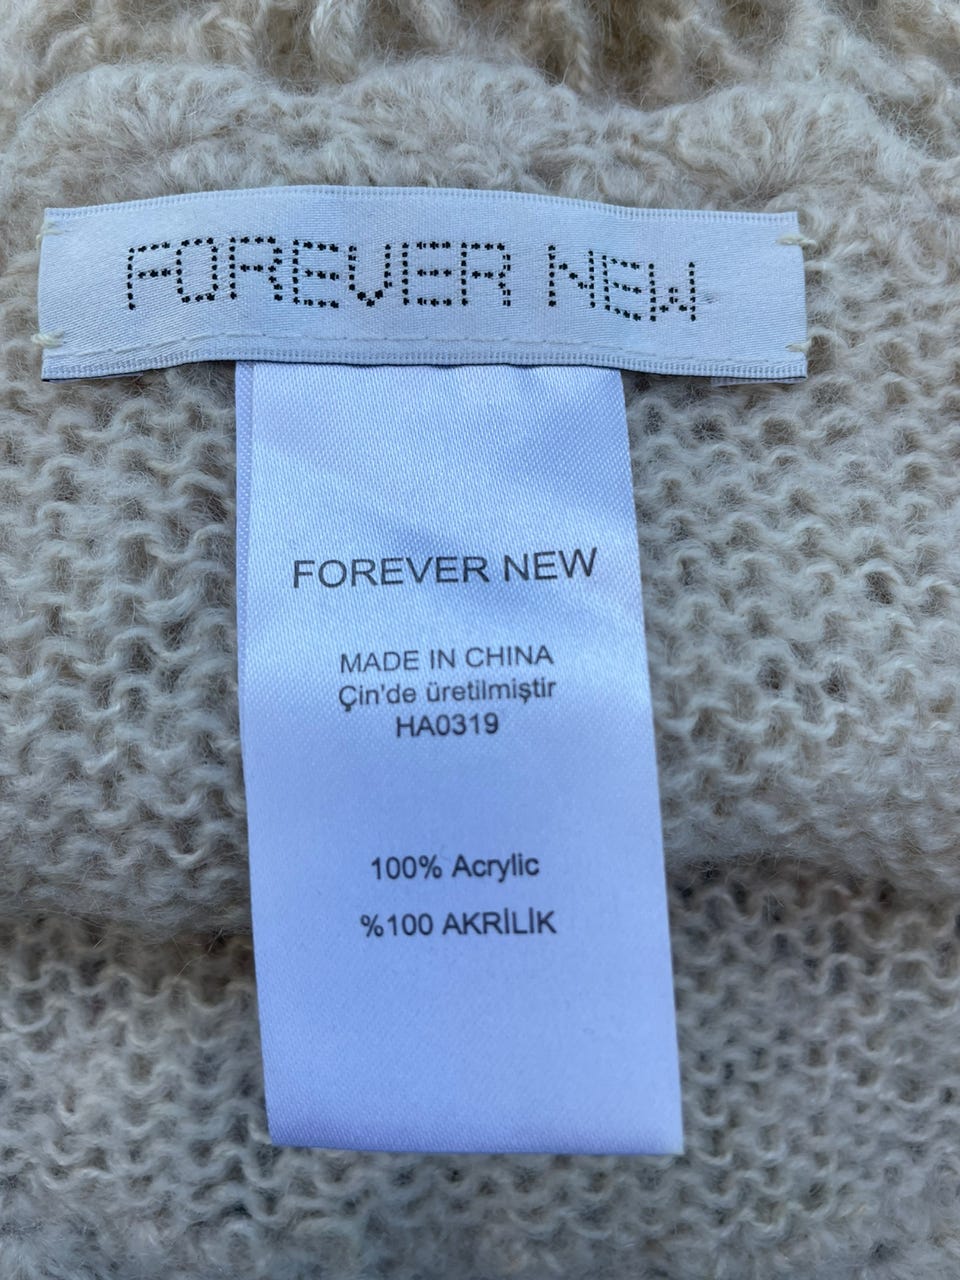 FOREVER NEW
FOREVER NEW
MADE IN CHINA
Çin'de üretilmiştir
HA0319
100% Acrylic
%100 AKRİLİK